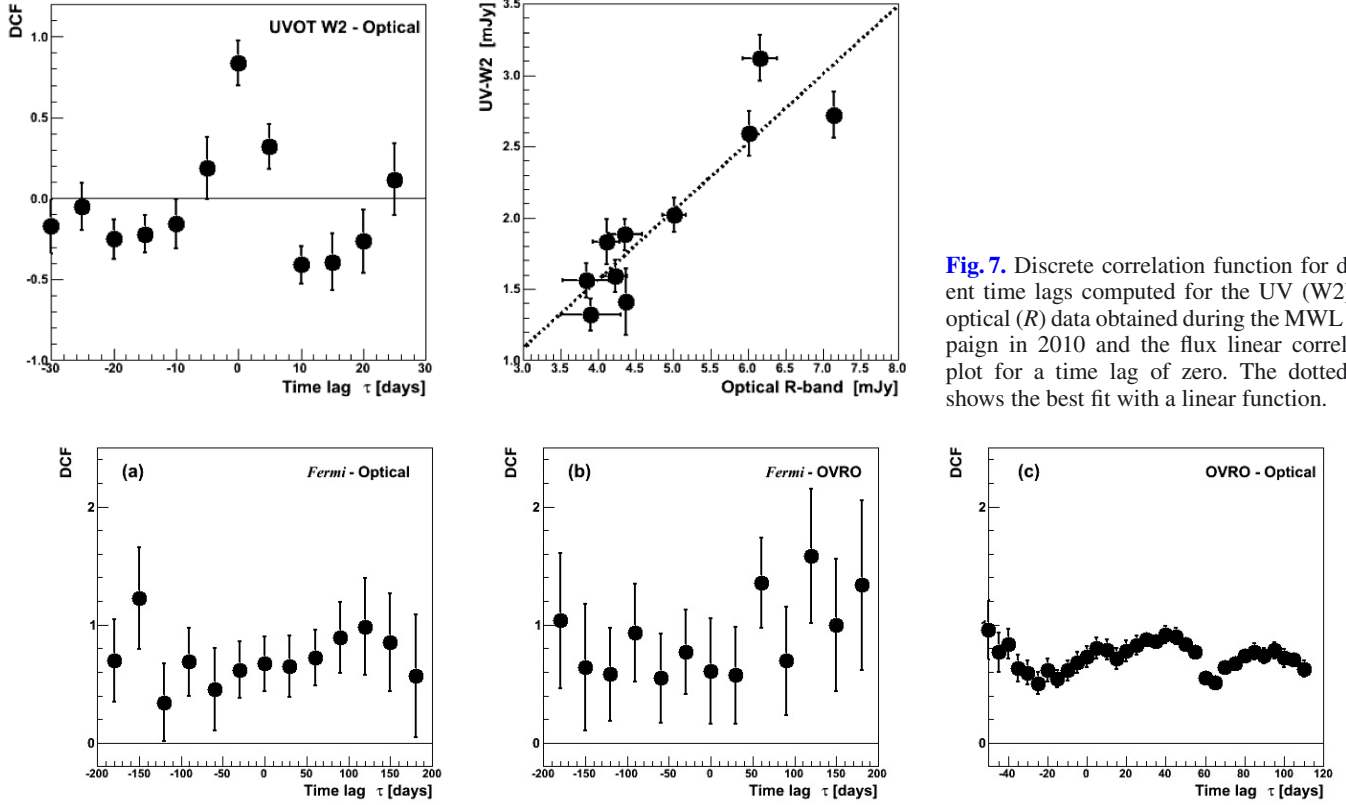 DCF
UVOT W2 - Optical
1.0
0.5
0.0
-0.5
-1.0
-30 -20 -10 0 10 20 30
Time lag τ [days]
UV-W2 [mJy]
3.5
3.0
2.5
2.0
1.5
1.0
3.0 3.5 4.0 4.5 5.0 5.5 6.0 6.5 7.0 7.5 8.0
Optical R-band [mJy]
Fig. 7. Discrete correlation function for d
ent time lags computed for the UV (W2)
optical (R) data obtained during the MWL
paign in 2010 and the flux linear correl
plot for a time lag of zero. The dotted
shows the best fit with a linear function.
DCF
(a)
Fermi - Optical
2
1
0
-200 -150 -100 -50 0 50 100 150 200
Time lag τ [days]
DCF
(b)
Fermi - OVRO
2
1
0
-200 -150 -100 -50 0 50 100 150 200
Time lag τ [days]
DCF
(c)
OVRO - Optical
2
1
0
-40 -20 0 20 40 60 80 100 120
Time lag τ [days]